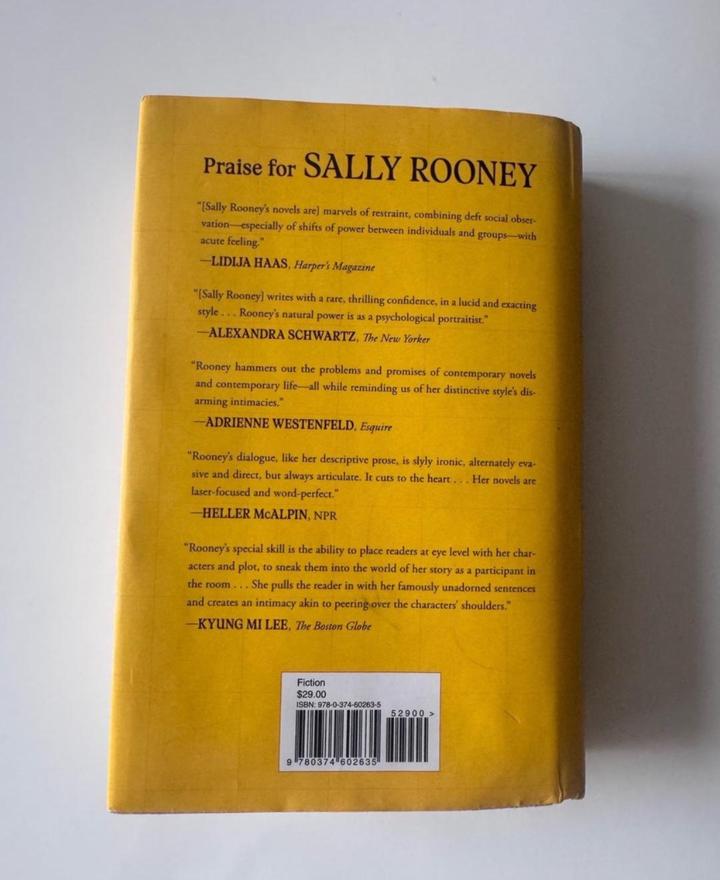 Praise for SALLY ROONEY
“[Sally Rooney’s novels are] marvels of restraint, combining deft social obser-
vation—especially of shifts of power between individuals and groups—with
acute feeling.”
—LIDIJA HAAS, Harper’s Magazine
“[Sally Rooney] writes with a rare, thrilling confidence, in a lucid and exacting
style . . . Rooney’s natural power is as a psychological portraitist.”
—ALEXANDRA SCHWARTZ, The New Yorker
“Rooney hammers out the problems and promises of contemporary novels
and contemporary life—all while reminding us of her distinctive style’s dis-
arming intimacies.”
—ADRIENNE WESTENFELD, Esquire
“Rooney’s dialogue, like her descriptive prose, is slyly ironic, alternately eva-
sive and direct, but always articulate. It cuts to the heart . . . Her novels are
laser-focused and word-perfect.”
—HELLER McALPIN, NPR
“Rooney’s special skill is the ability to place readers at eye level with her char-
acters and plot, to sneak them into the world of her story as a participant in
the room . . . She pulls the reader in with her famously unadorned sentences
and creates an intimacy akin to peering over the characters’ shoulders.”
—KYUNG MI LEE, The Boston Globe
Fiction
$29.00
ISBN: 978-0-374-60263-5
52900 >
9 780374 602635